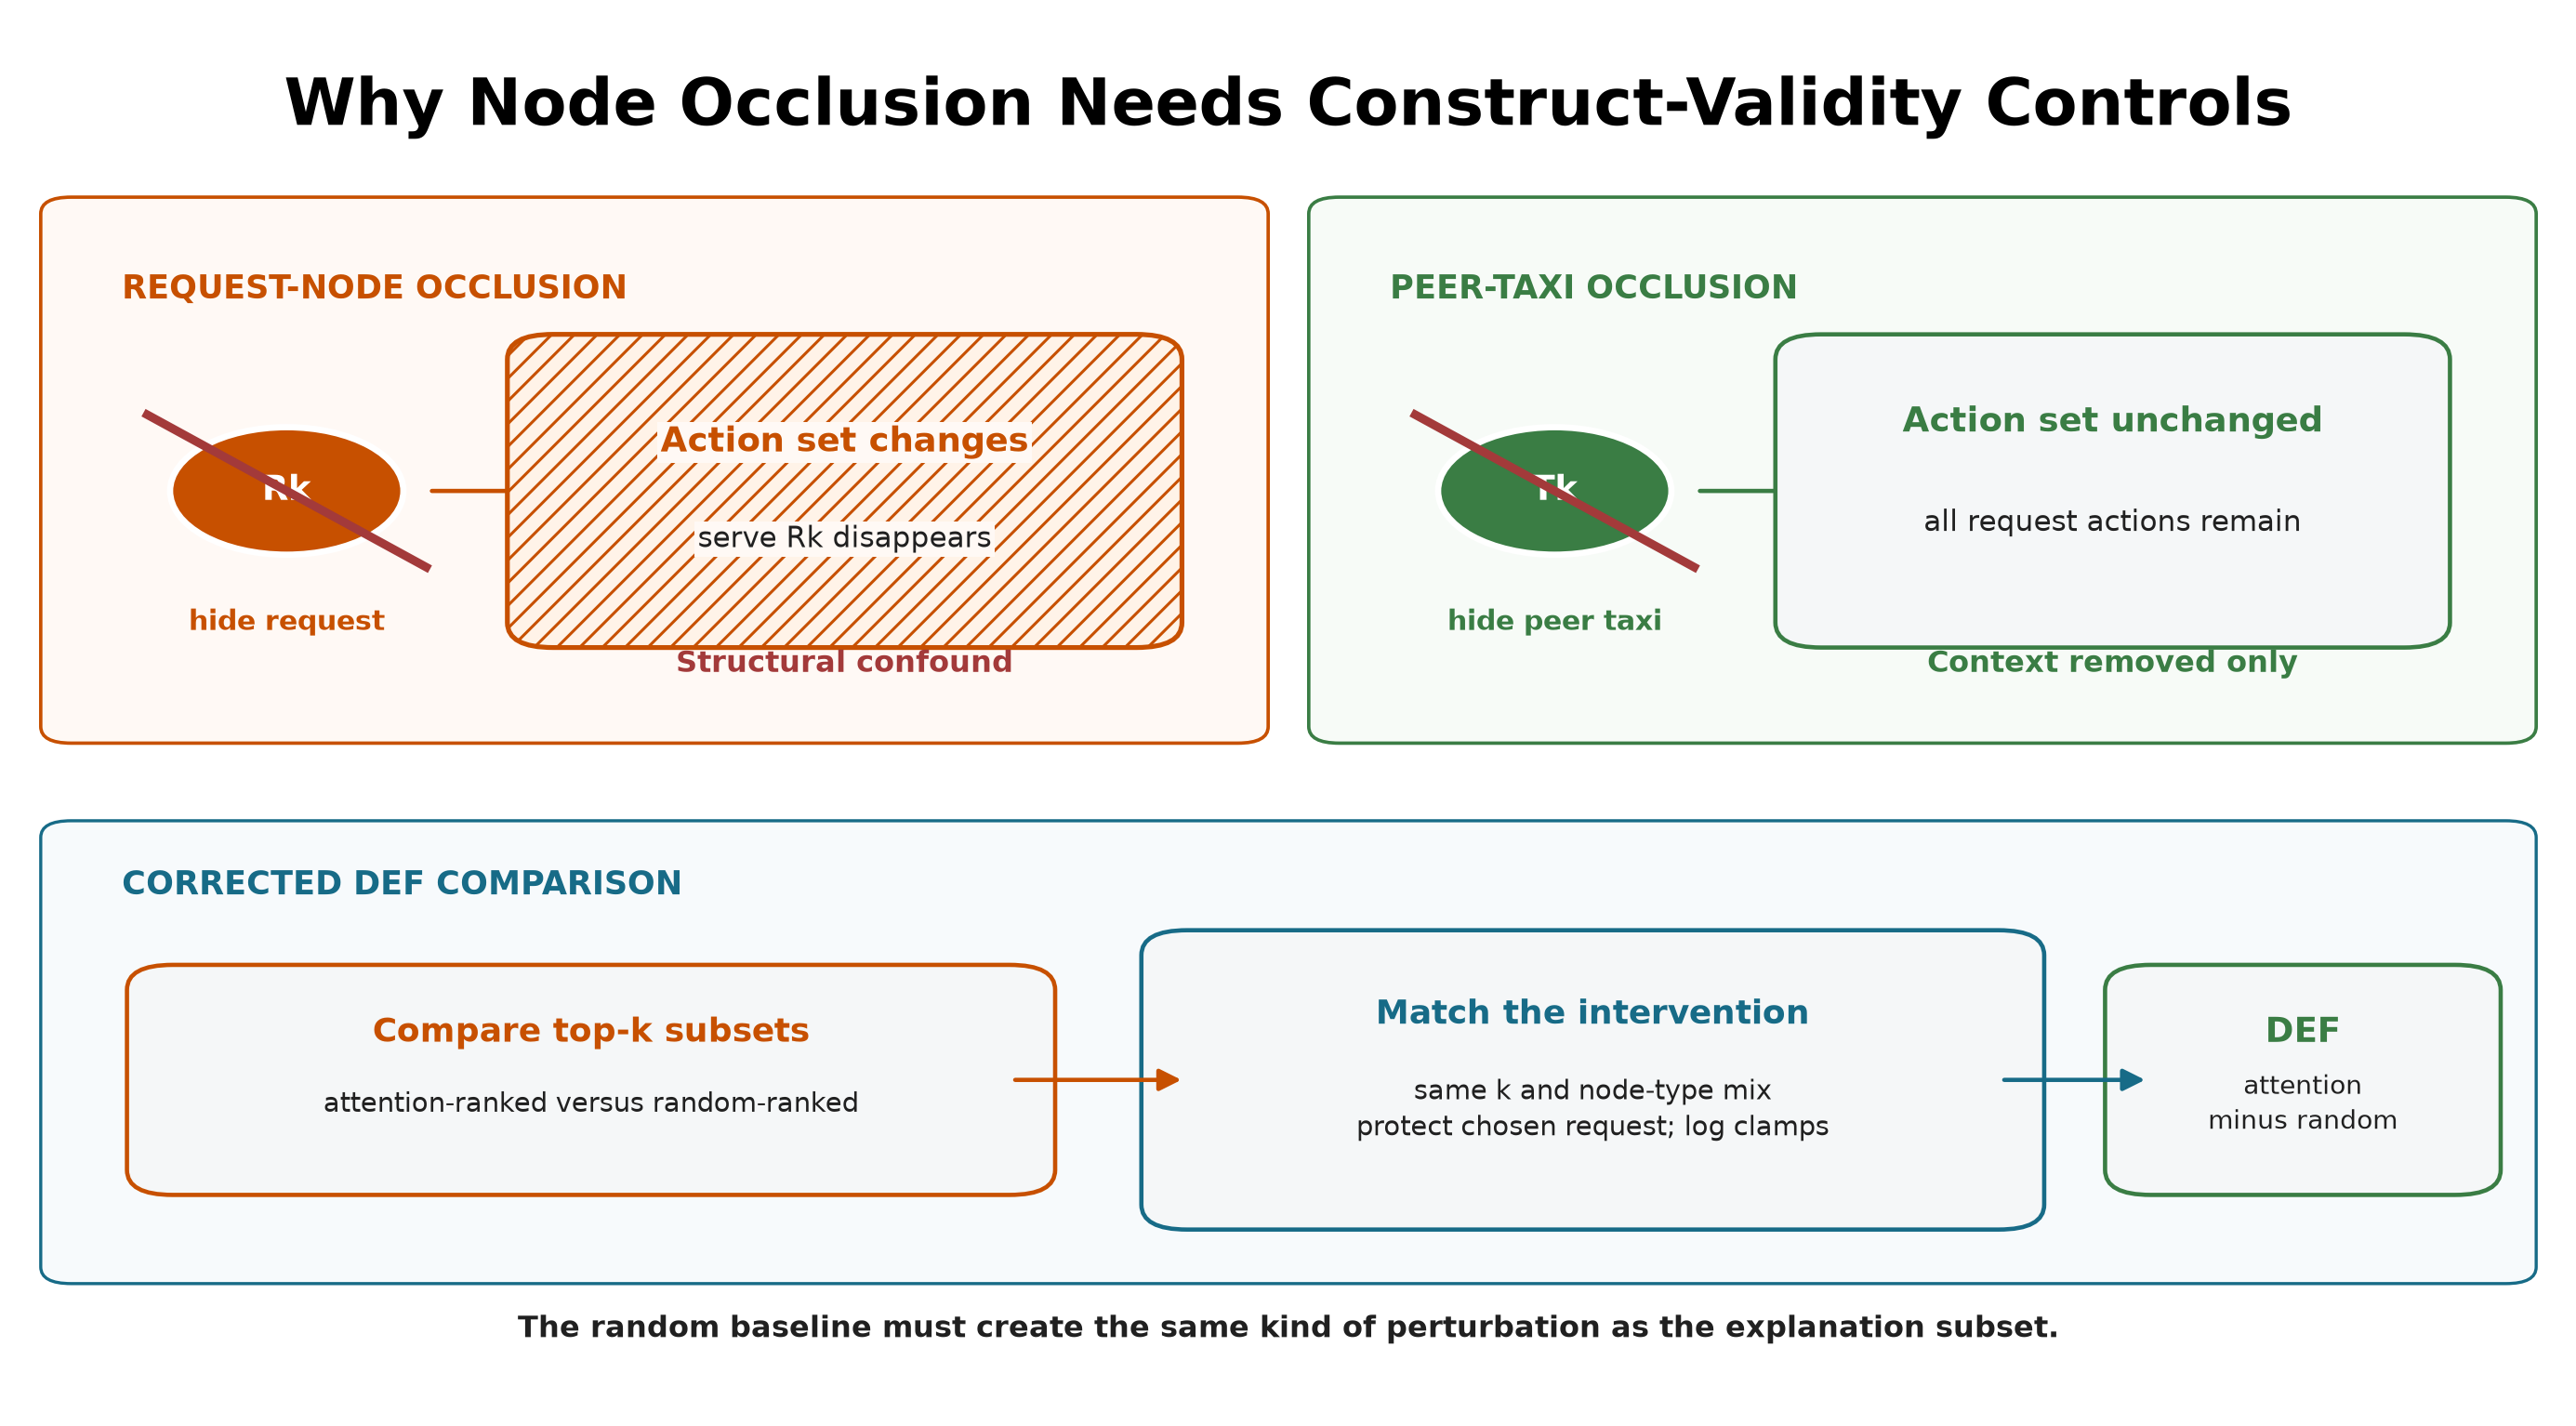 Why Node Occlusion Needs Construct-Validity Controls
REQUEST-NODE OCCLUSION
Rk
hide request
Action set changes
serve Rk disappears
Structural confound
PEER-TAXI OCCLUSION
Tk
hide peer taxi
Action set unchanged
all request actions remain
Context removed only
CORRECTED DEF COMPARISON
Compare top-k subsets
attention-ranked versus random-ranked
Match the intervention
same k and node-type mix
protect chosen request; log clamps
DEF
attention
minus random
The random baseline must create the same kind of perturbation as the explanation subset.